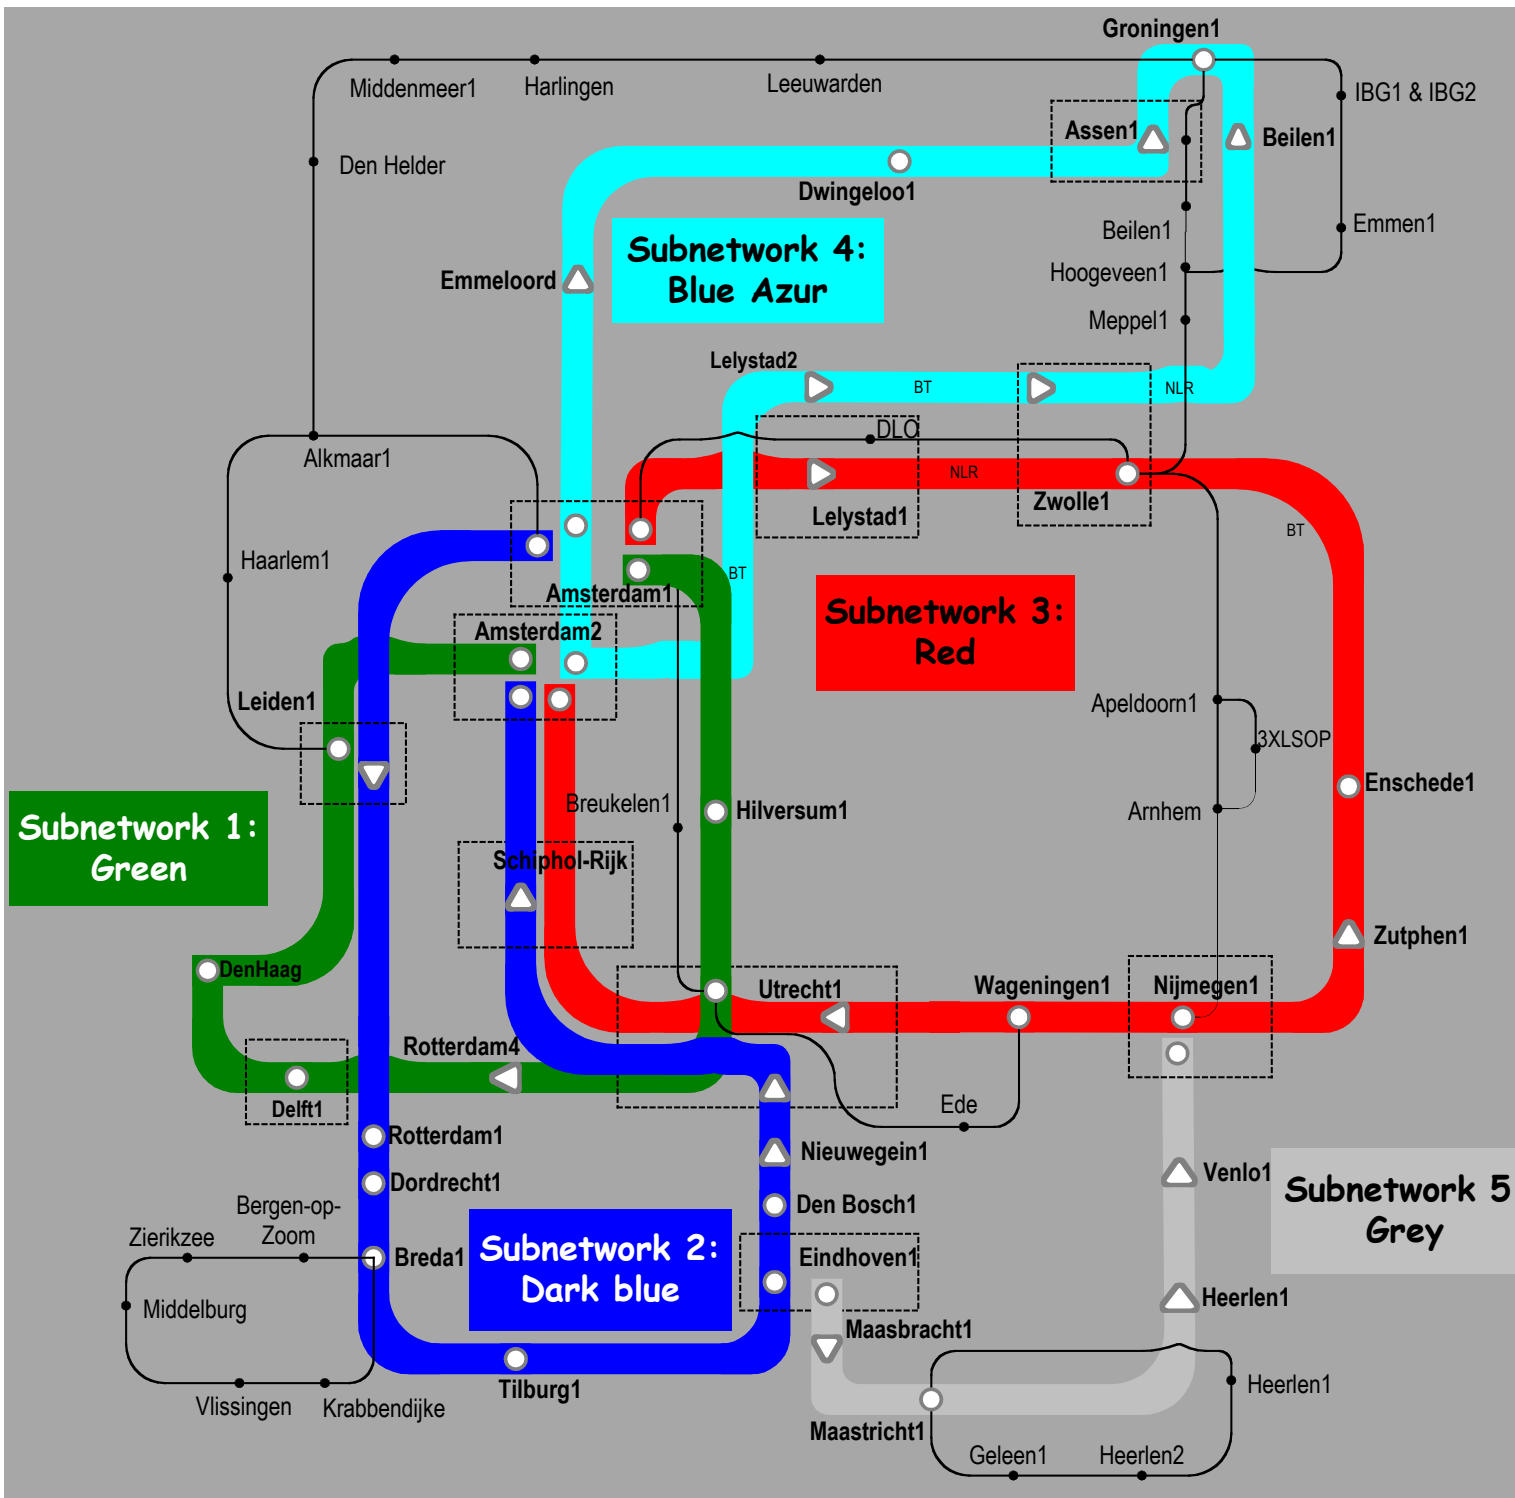 Groningen1
Middenmeer1
Harlingen
Leeuwarden
IBG1 & IBG2
Assen1
Beilen1
Den Helder
Dwingeloo1
Beilen1
Emmen1
Subnetwork 4:
Blue Azur
Emmeloord
Hoogeveen1
Meppel1
Lelystad2
BT
NLR
DLO
Alkmaar1
NLR
Zwolle1
Lelystad1
BT
Haarlem1
BT
Amsterdam1
Subnetwork 3:
Red
Amsterdam2
Leiden1
Apeldoorn1
3XLSOP
Enschede1
Breukelen1
Hilversum1
Arnhem
Subnetwork 1:
Green
Schiphol-Rijk
Zutphen1
DenHaag
Utrecht1
Wageningen1
Nijmegen1
Rotterdam4
Delft1
Ede
Rotterdam1
Nieuwegein1
Dordrecht1
Venlo1
Subnetwork 5
Grey
Bergen-op-
Zoom
Zierikzee
Den Bosch1
Breda1
Subnetwork 2:
Dark blue
Eindhoven1
Middelburg
Heerlen1
Maasbracht1
Tilburg1
Heerlen1
Vlissingen
Krabbendijke
Maastricht1
Geleen1
Heerlen2